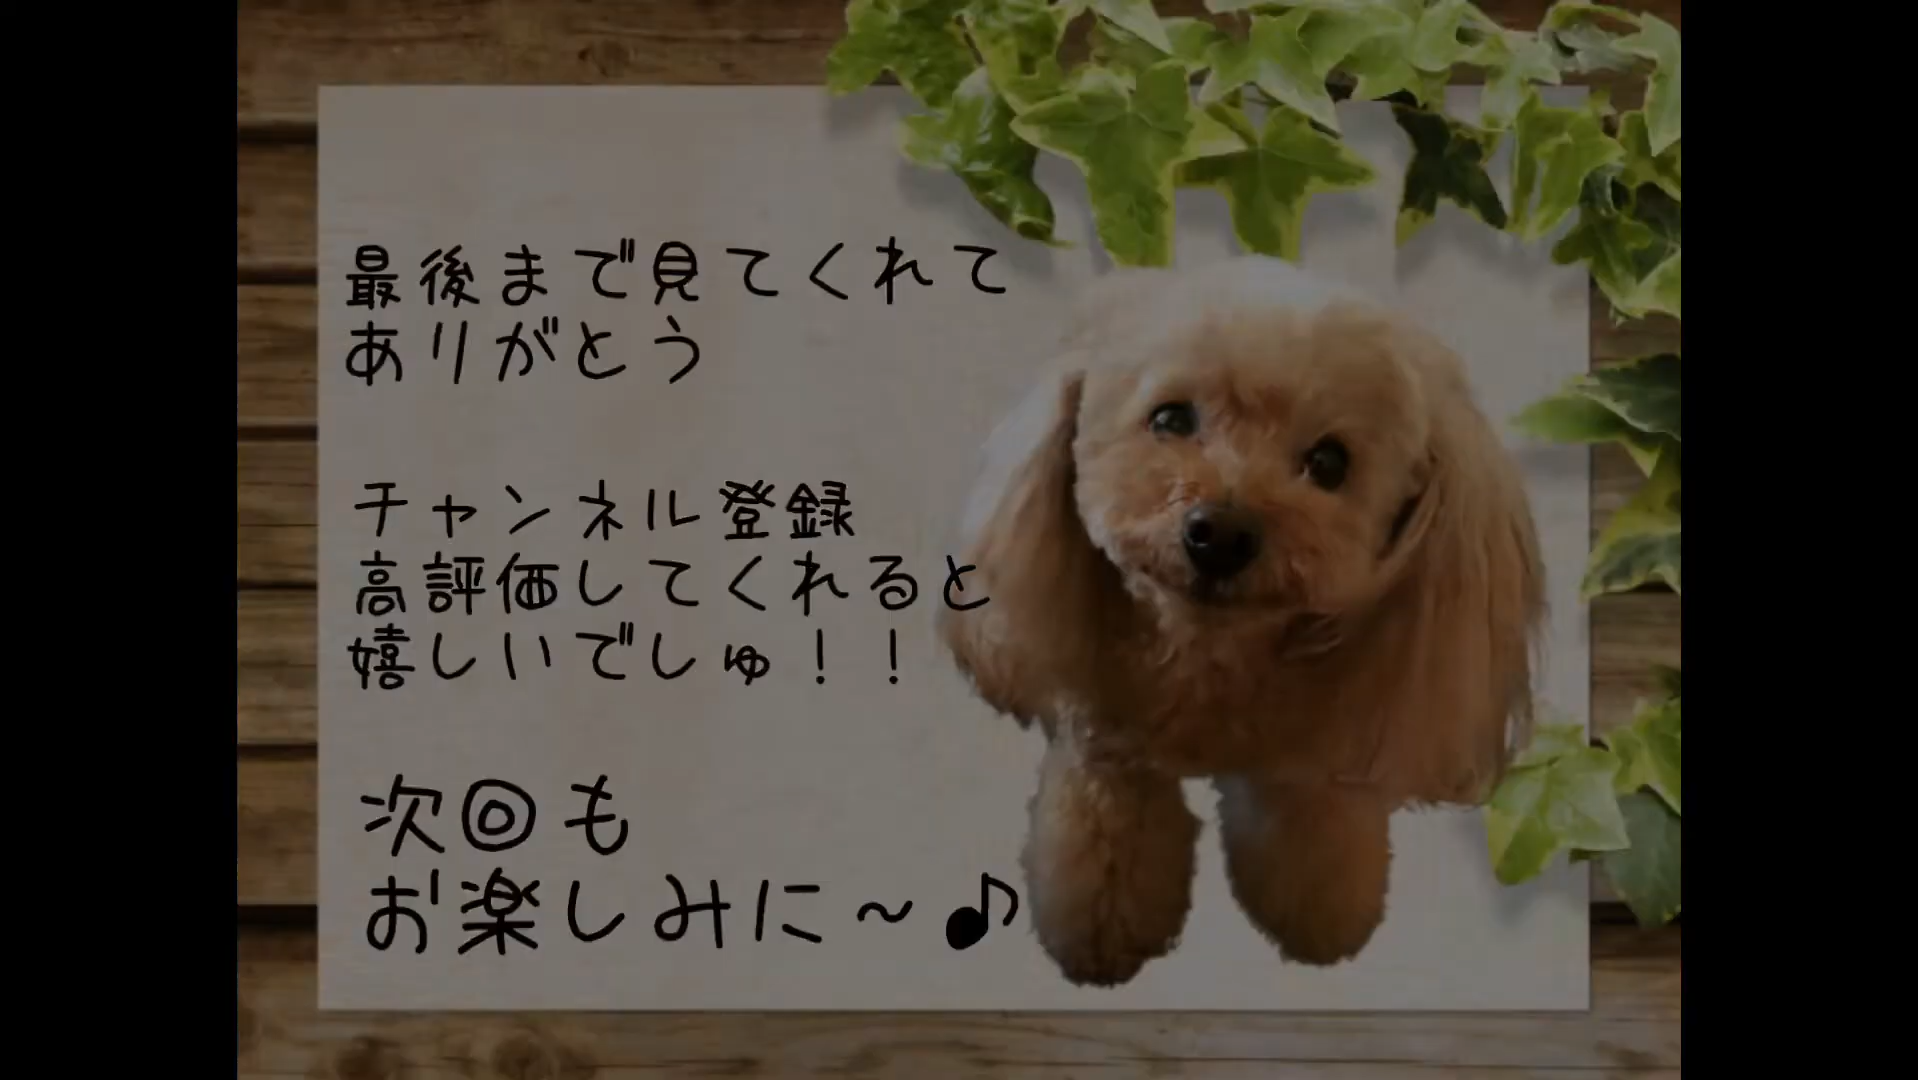 最後まで見てくれて
ありがとう
チャンネル登録
高評価してくれると
嬉しいでしゅ！！
次回も
お楽しみに～♪